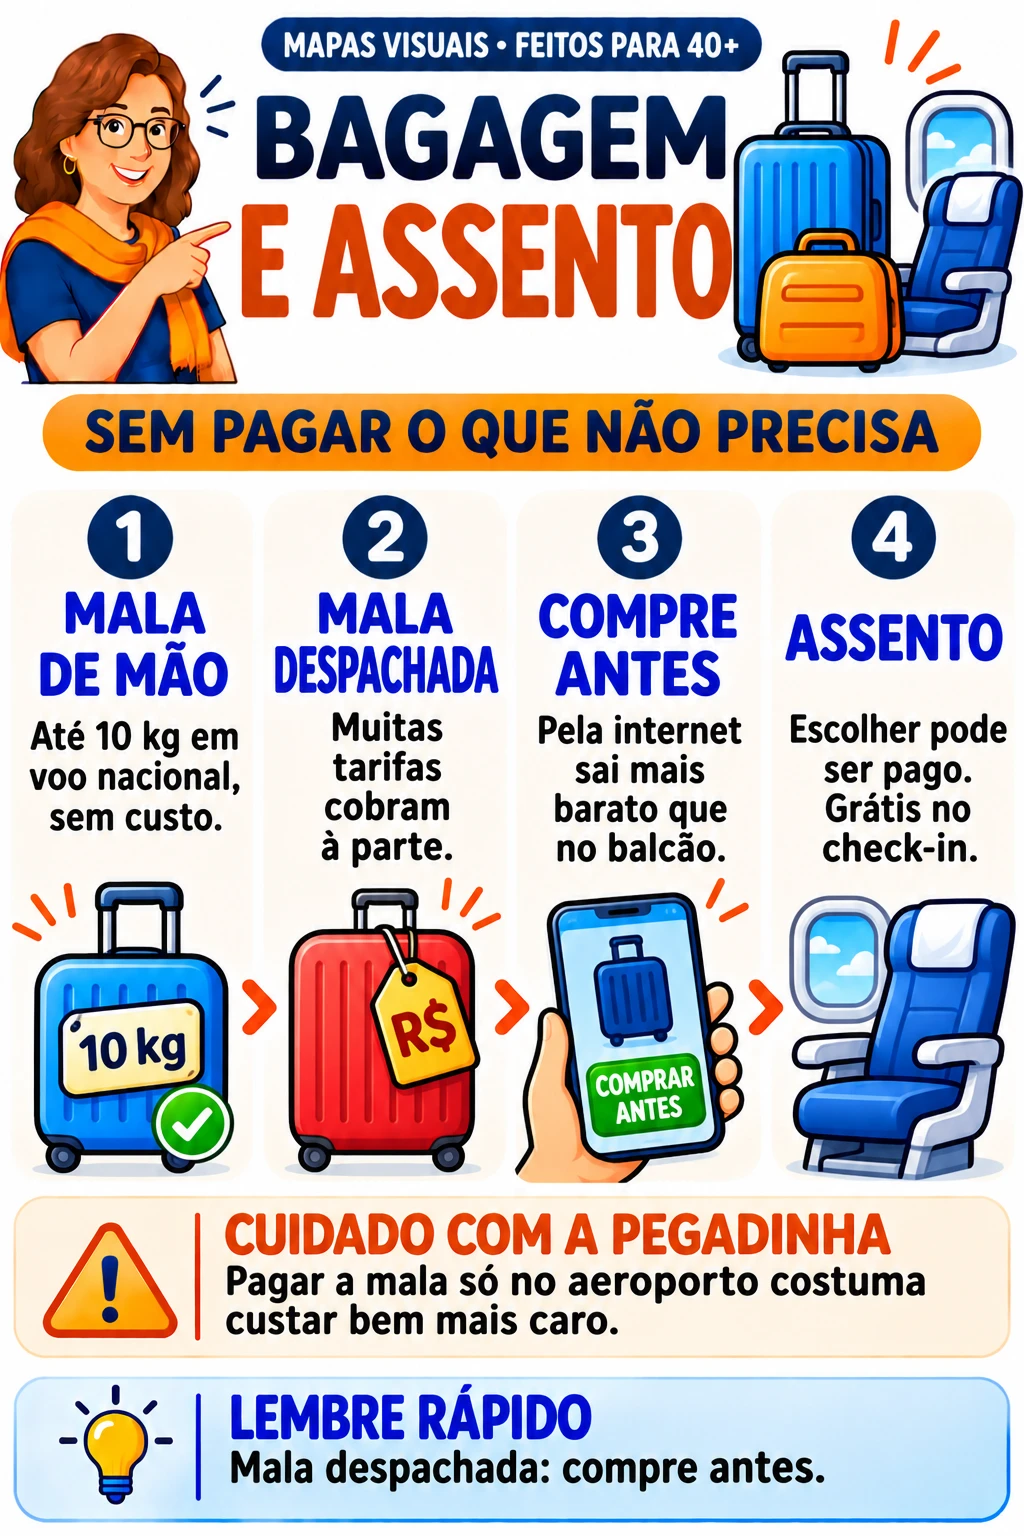 MAPAS VISUAIS • FEITOS PARA 40+
BAGAGEM
E ASSENTO
SEM PAGAR O QUE NÃO PRECISA
1
MALA
DE MÃO
Até 10 kg em
voo nacional,
sem custo.
10 kg
2
MALA
DESPACHADA
Muitas
tarifas
cobram
à parte.
R$
3
COMPRE
ANTES
Pela internet
sai mais
barato que
no balcão.
COMPRAR
ANTES
4
ASSENTO
Escolher pode
ser pago.
Grátis no
check-in.
CUIDADO COM A PEGADINHA
Pagar a mala só no aeroporto costuma
custar bem mais caro.
LEMBRE RÁPIDO
Mala despachada: compre antes.